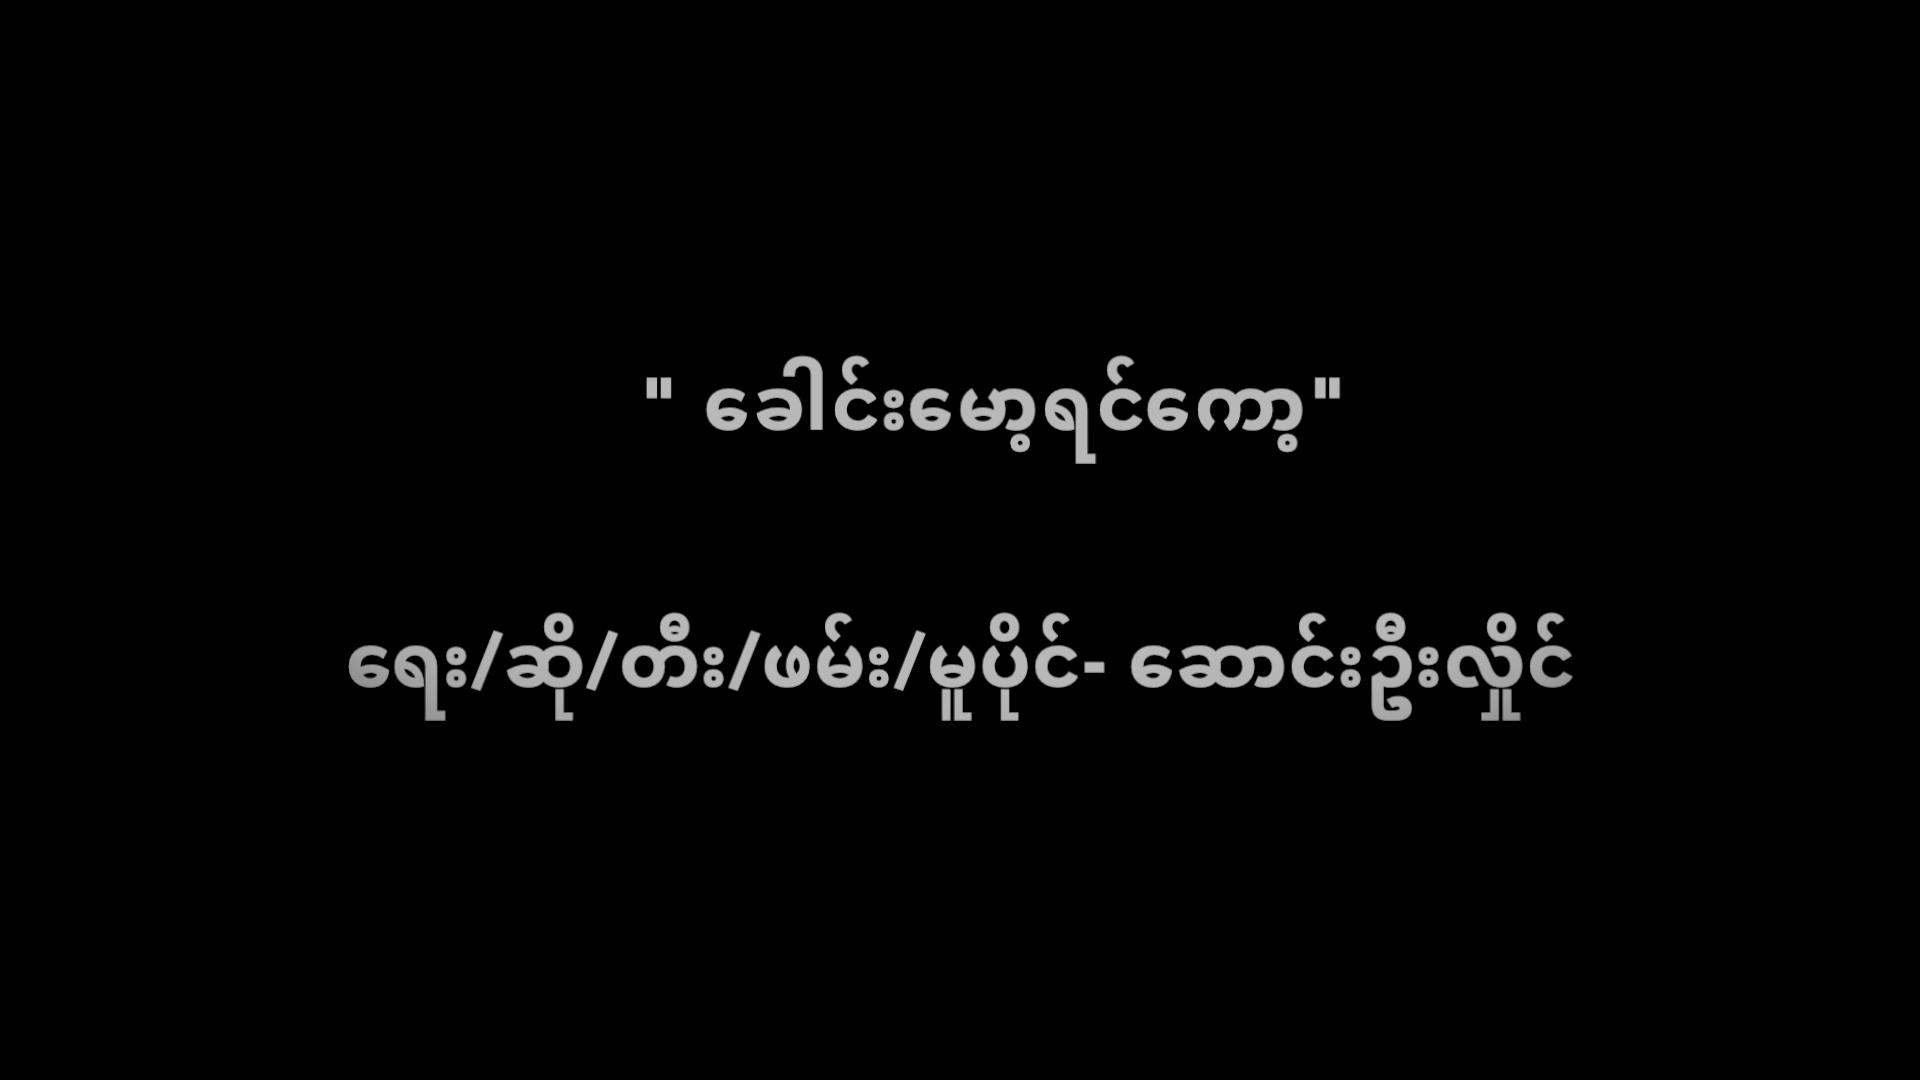 " ခေါင်းမော့ရင်ကော့"
ရေး/ဆို/တီး/ဖမ်း/မူပိုင်- ဆောင်းဦးလှိုင်